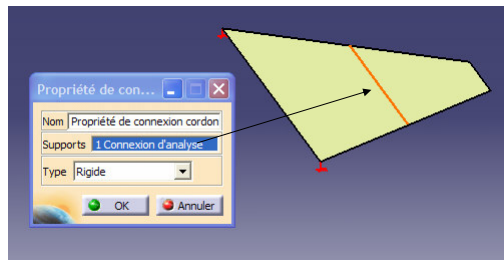 Propriété de con...
Nom Propriété de connexion cordon
Supports 1 Connexion d'analyse
Type Rigide
OK Annuler